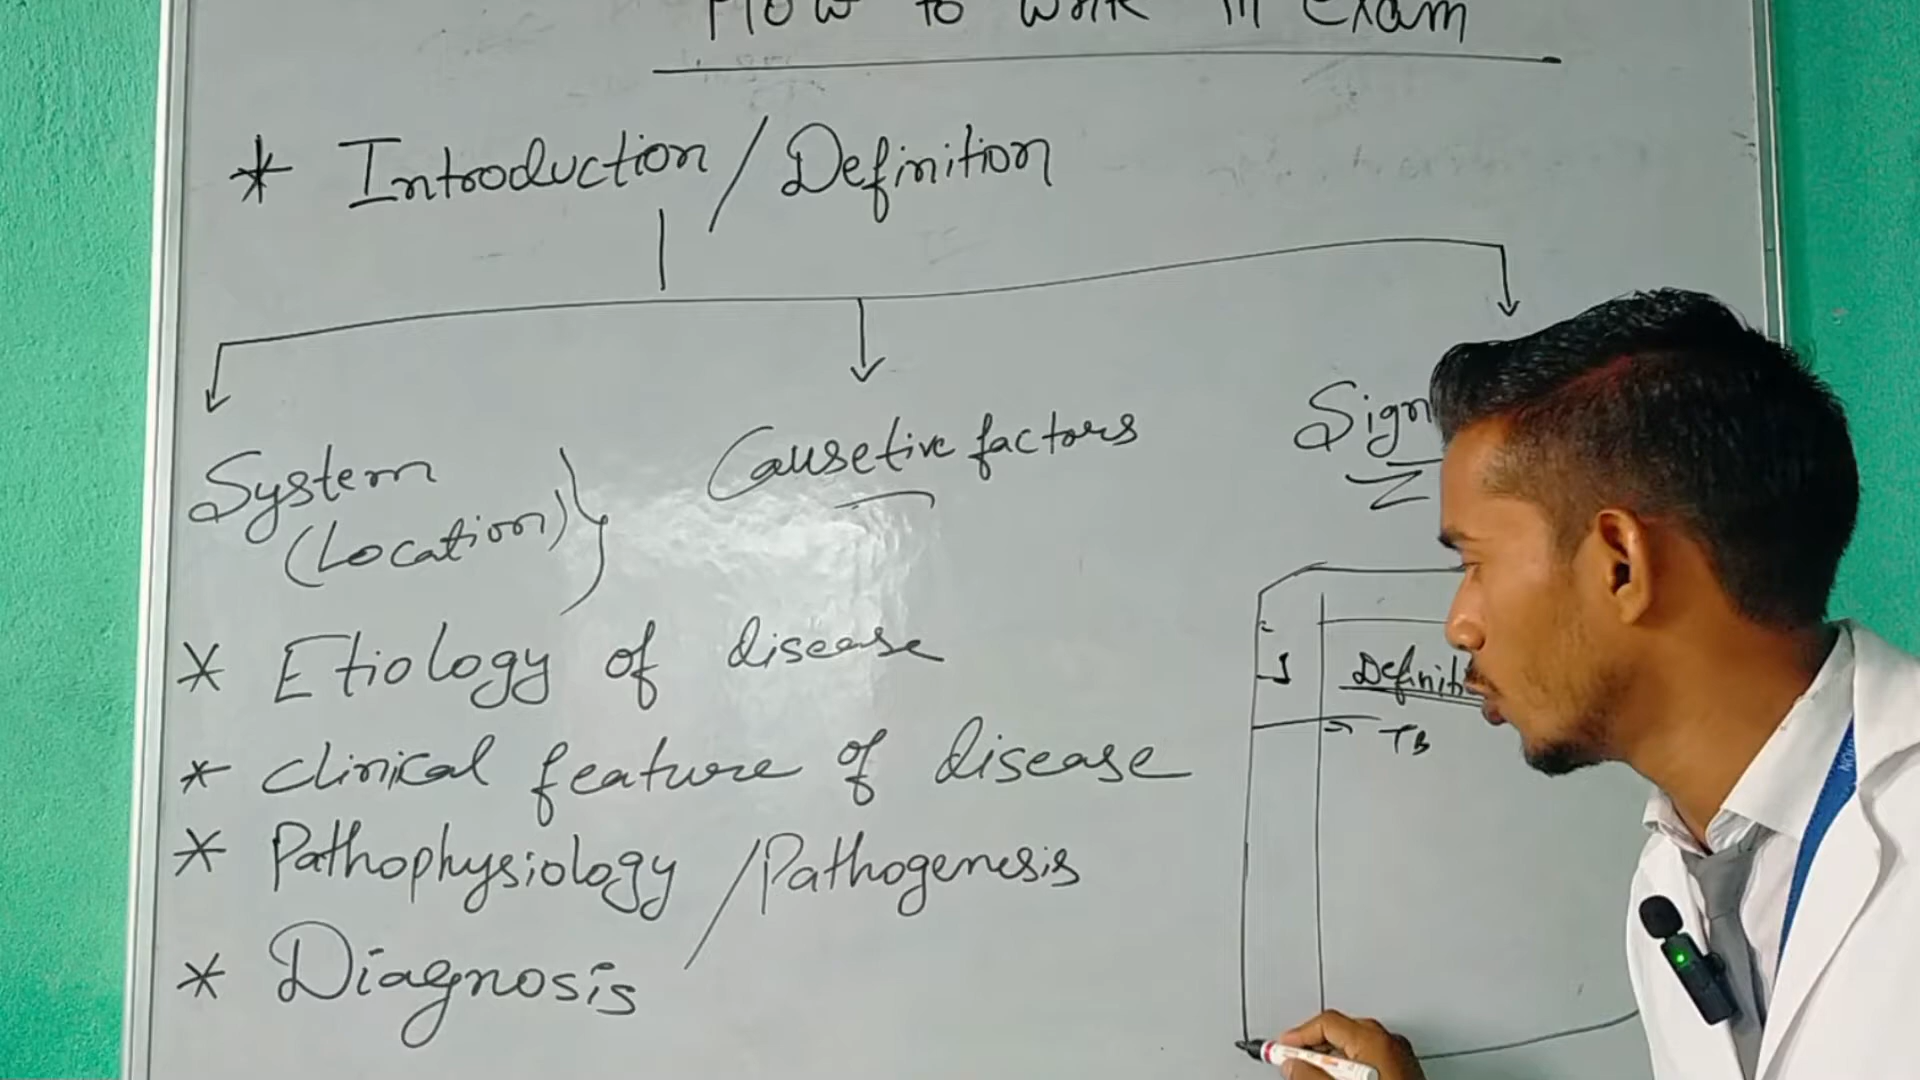 How to work in exam
* Introduction / Definition
System
(Location)
Causetive factors
Sign
* Etiology of disease
* clinical feature of disease
* Pathophysiology / Pathogenesis
* Diagnosis
Definit
TB